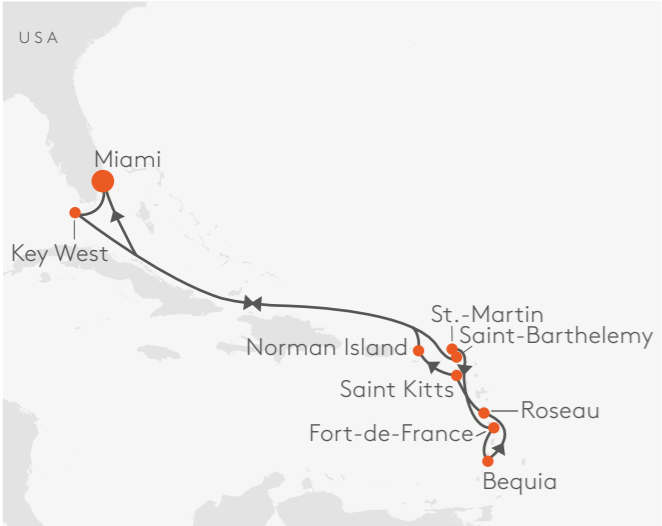 USA
Miami
Key West
St.-Martin
Saint-Barthelemy
Norman Island
Saint Kitts
Roseau
Fort-de-France
Bequia